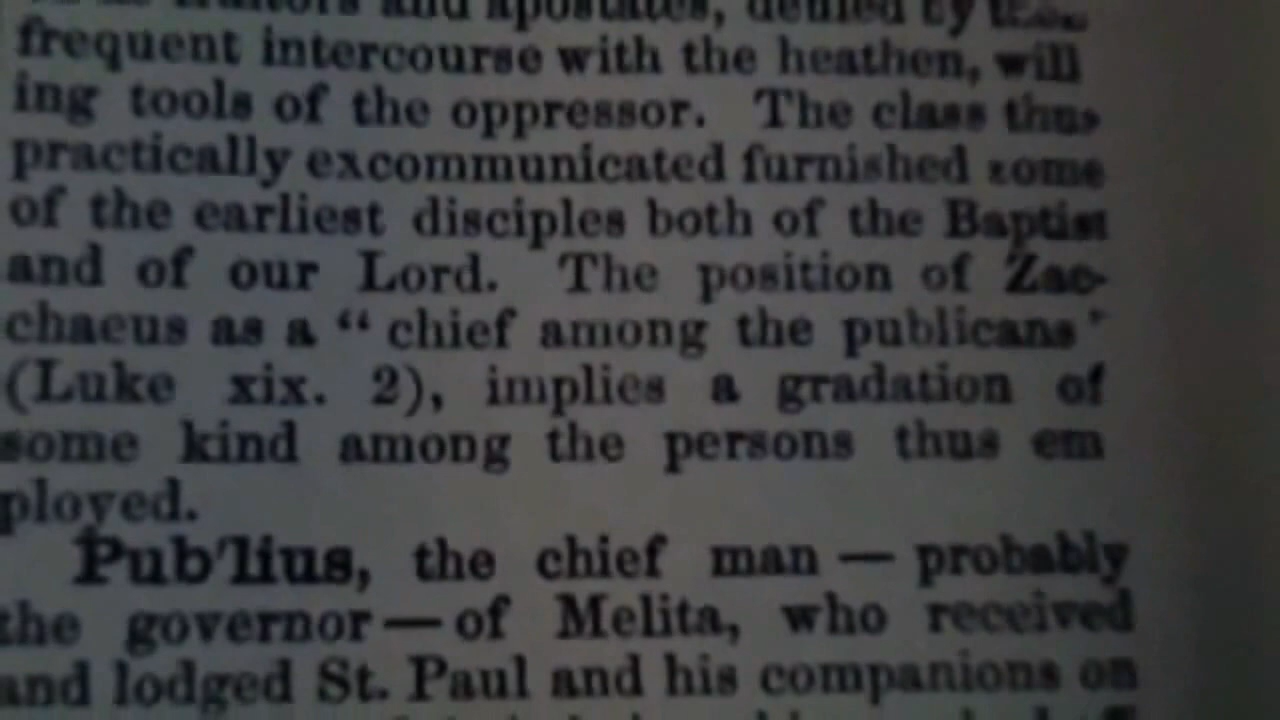 and apostates,
frequent intercourse with the heathen, will
ing tools of the oppressor. The class thus
practically excommunicated furnished some
of the earliest disciples both of the Baptist
and of our Lord. The position of Zac-
chaeus as a “ chief among the publicans”
(Luke xix. 2), implies a gradation of
some kind among the persons thus em
ployed.
Pub'lius, the chief man — probably
the governor — of Melita, who received
and lodged St. Paul and his companions on